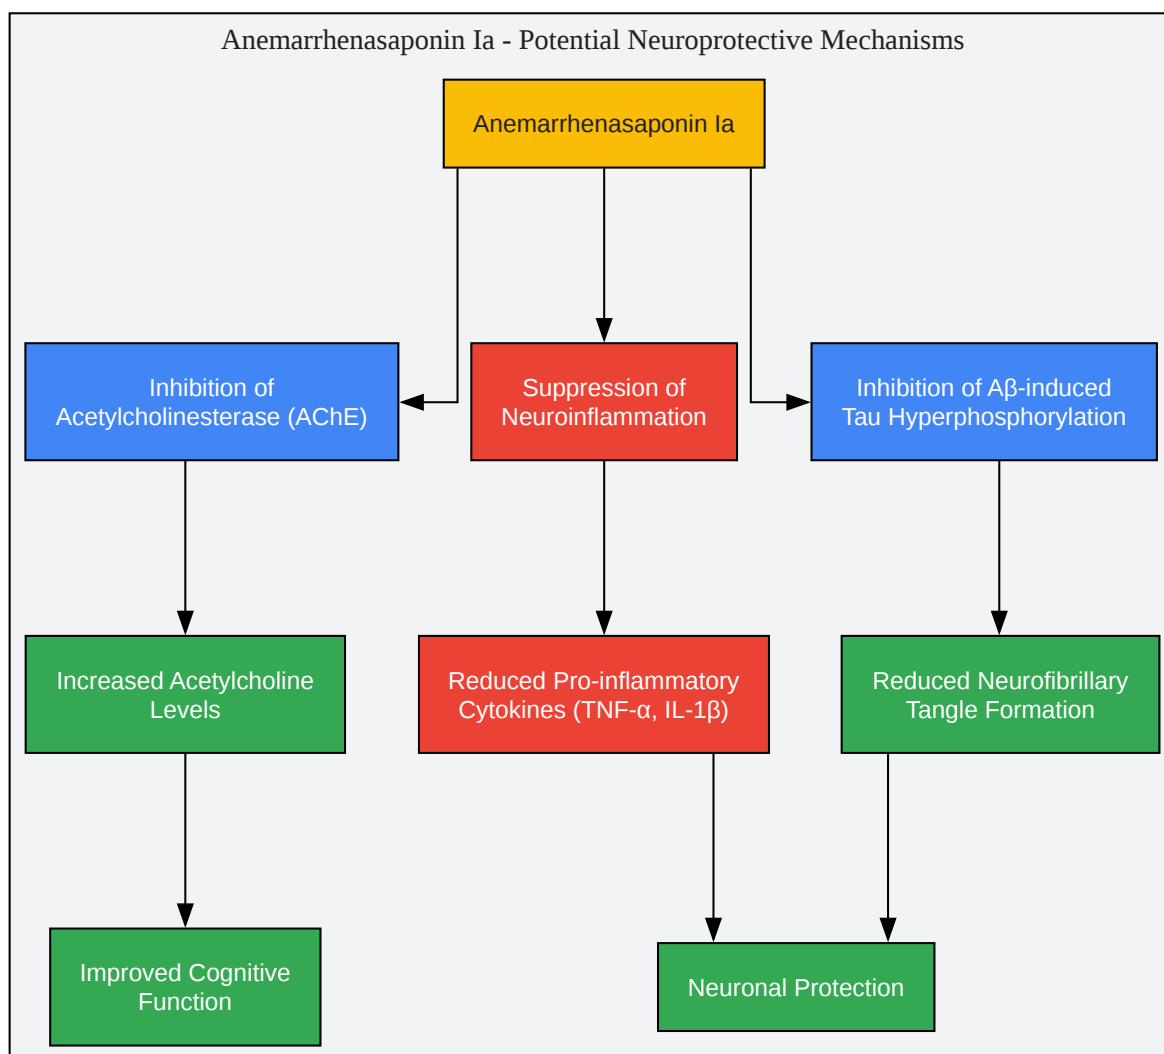 Anemarrhenasaponin Ia - Potential Neuroprotective Mechanisms
Anemarrhenasaponin Ia
Inhibition of
Acetylcholinesterase (AChE)
Suppression of
Neuroinflammation
Inhibition of Aβ-induced
Tau Hyperphosphorylation
Increased Acetylcholine
Levels
Reduced Pro-inflammatory
Cytokines (TNF-α, IL-1β)
Reduced Neurofibrillary
Tangle Formation
Improved Cognitive
Function
Neuronal Protection